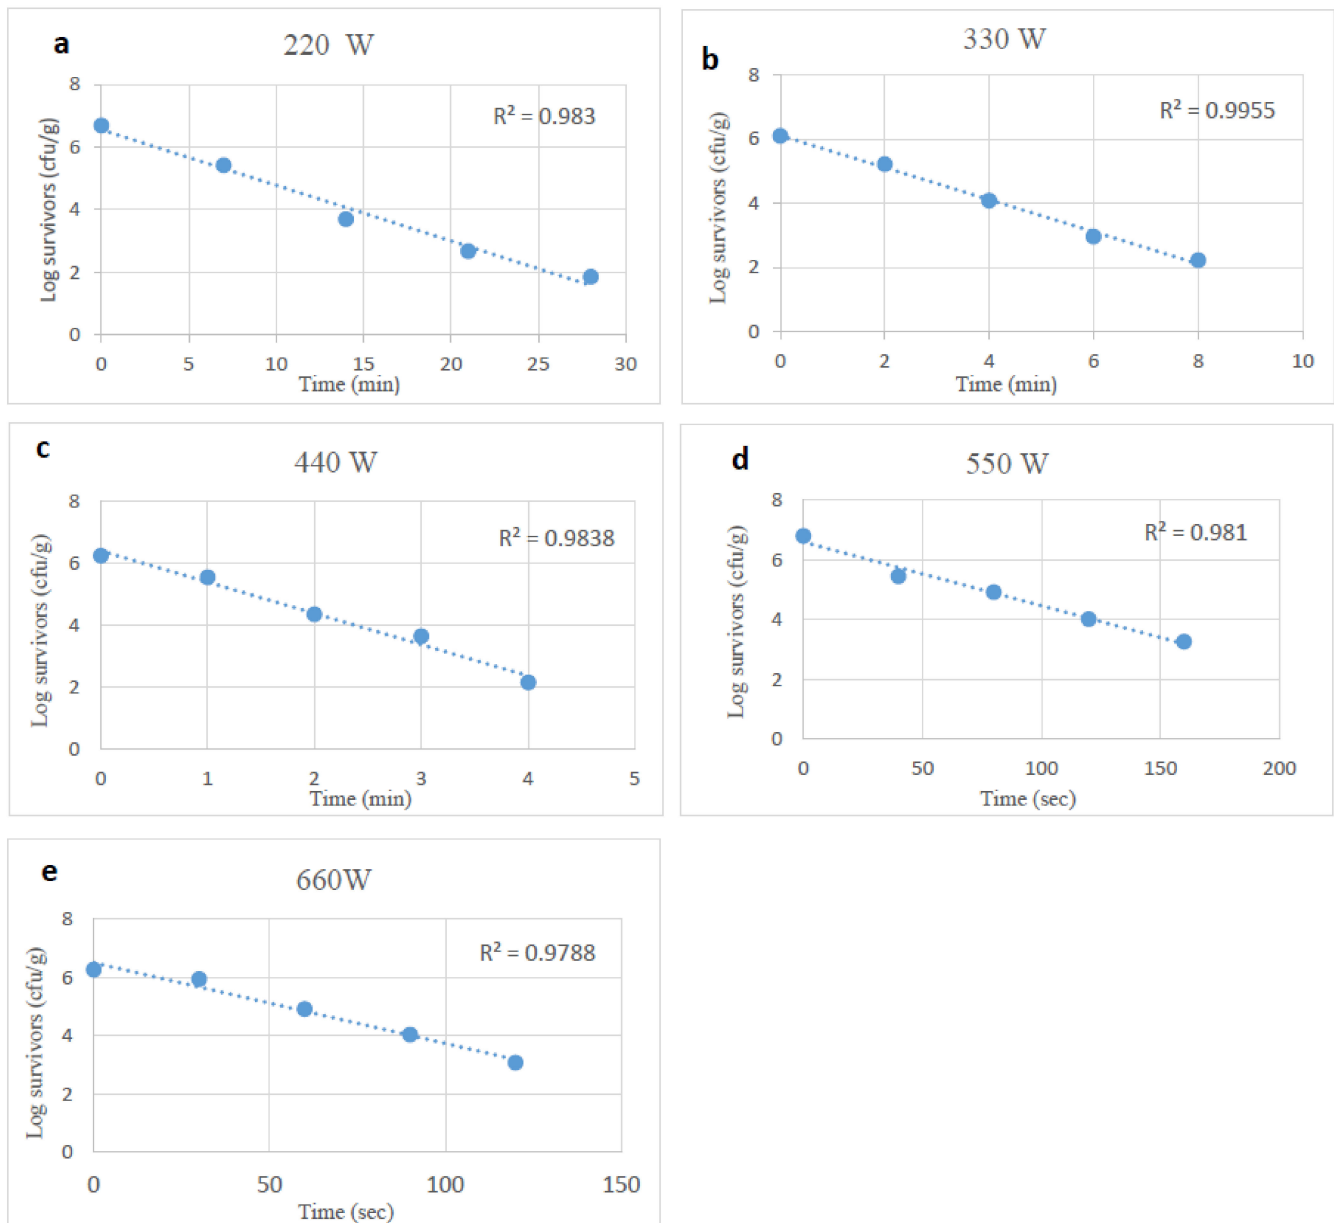 a
220 W
R² = 0.983
Log survivors (cfu/g)
8
6
4
2
0
0 5 10 15 20 25 30
Time (min)
b
330 W
R² = 0.9955
Log survivors (cfu/g)
8
6
4
2
0
0 2 4 6 8 10
Time (min)
c
440 W
R² = 0.9838
Log survivors (cfu/g)
8
6
4
2
0
0 1 2 3 4 5
Time (min)
d
550 W
R² = 0.981
Log survivors (cfu/g)
8
6
4
2
0
0 50 100 150 200
Time (sec)
e
660W
R² = 0.9788
Log survivors (cfu/g)
8
6
4
2
0
0 50 100 150
Time (sec)